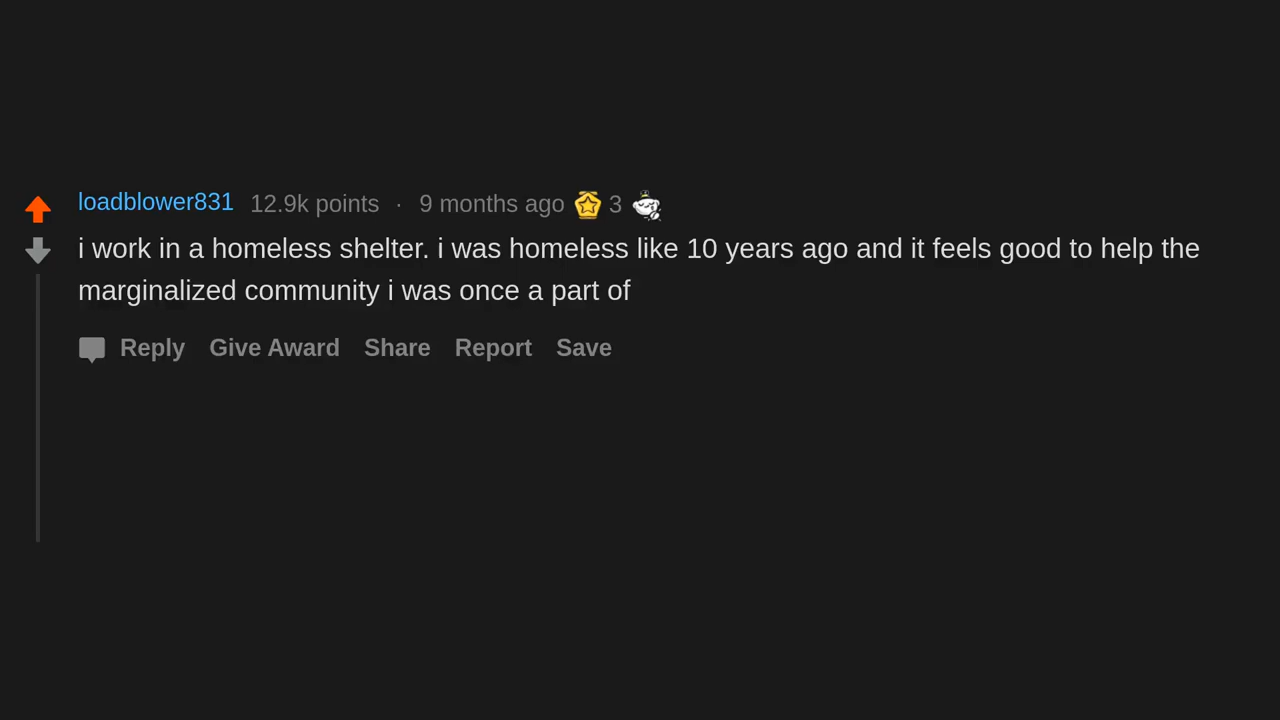 loadblower831 12.9k points · 9 months ago 3
i work in a homeless shelter. i was homeless like 10 years ago and it feels good to help the
marginalized community i was once a part of
Reply Give Award Share Report Save